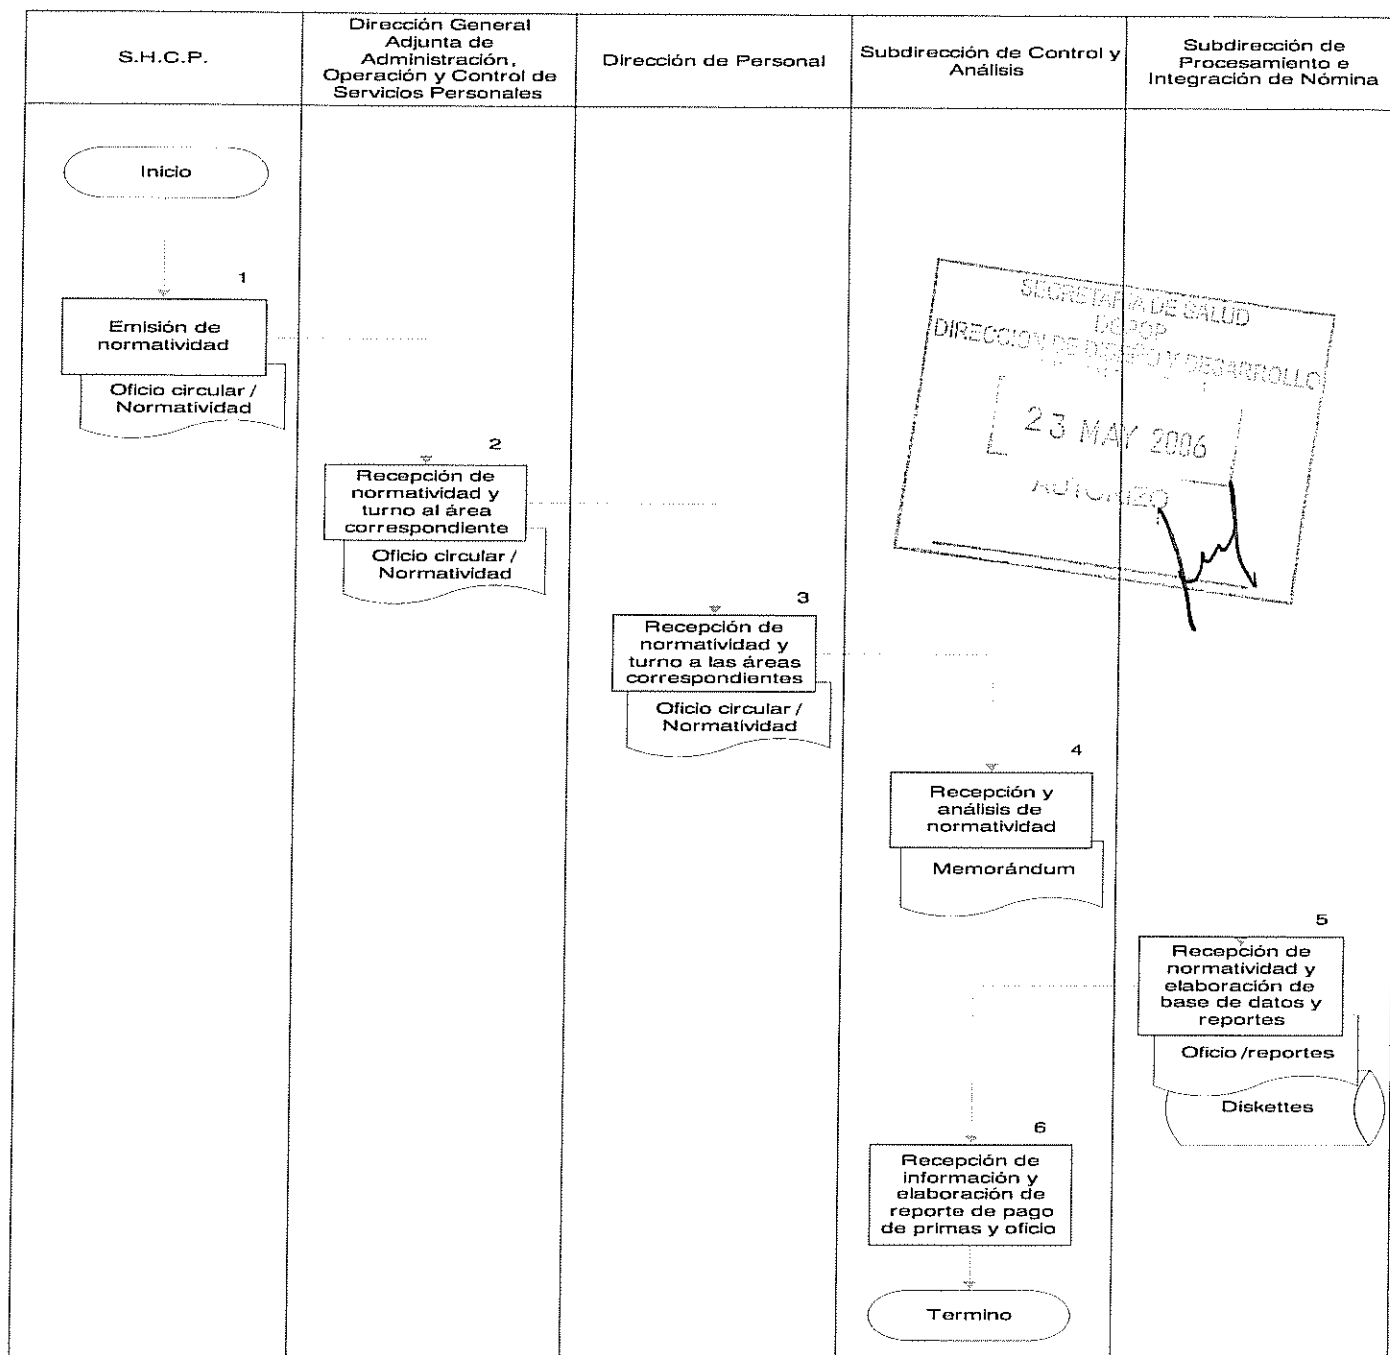 S.H.C.P.
Dirección General
Adjunta de
Administración,
Operación y Control de
Servicios Personales
Dirección de Personal
Subdirección de Control y
Análisis
Subdirección de
Procesamiento e
Integración de Nómina
Inicio
1
Emisión de
normatividad
Oficio circular /
Normatividad
SECRETARIA DE SALUD
DGPOP
DIRECCION DE DISEÑO Y DESARROLLO
23 MAY 2006
AUTORIZO
2
Recepción de
normatividad y
turno al área
correspondiente
Oficio circular /
Normatividad
3
Recepción de
normatividad y
turno a las áreas
correspondientes
Oficio circular /
Normatividad
4
Recepción y
análisis de
normatividad
Memorándum
5
Recepción de
normatividad y
elaboración de
base de datos y
reportes
Oficio /reportes
Diskettes
6
Recepción de
información y
elaboración de
reporte de pago
de primas y oficio
Termino